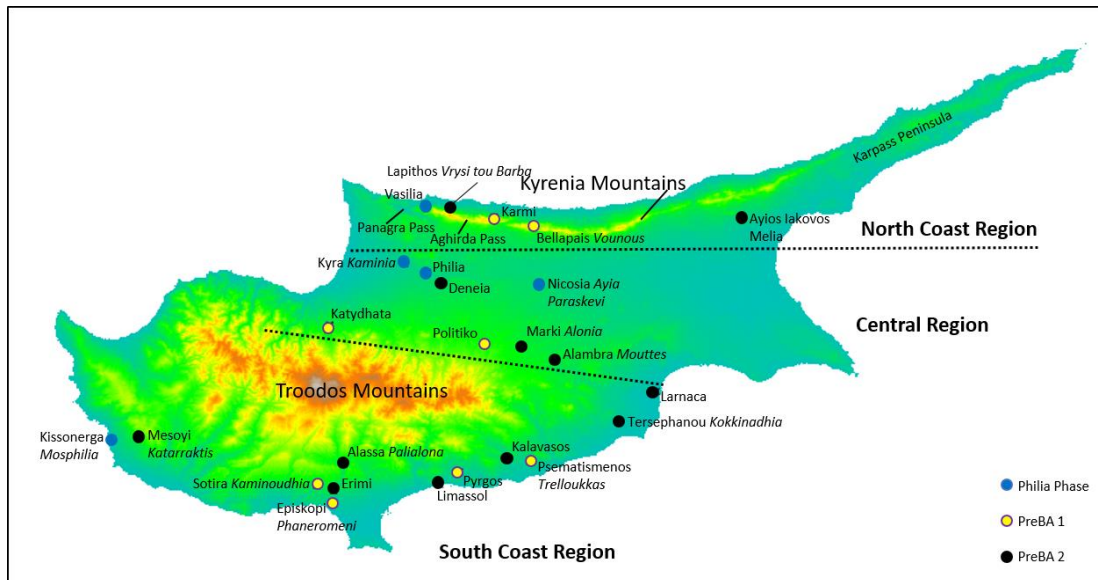 Karpass Peninsula
Lapithos Vrysi tou Barba
Kyrenia Mountains
Vasilia
Karmi
Ayios Iakovos
Melia
Panagra Pass
Aghirda Pass
Bellapais Vounous
North Coast Region
Kyra Kaminia
Philia
Deneia
Nicosia Ayia
Paraskevi
Katydhata
Politiko
Marki Alonia
Central Region
Alambra Mouttes
Troodos Mountains
Larnaca
Tersephanou Kokkinadhia
Kissonerga
Mosphilia
Mesoyi
Katarraktis
Alassa Palialona
Kalavasos
Psematismenos
Trelloukkas
Sotira Kaminoudhia
Erimi
Pyrgos
Limassol
Episkopi
Phaneromeni
South Coast Region
Philia Phase
PreBA 1
PreBA 2